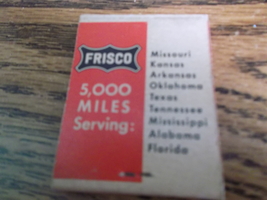 FRISCO
5,000
MILES
Serving:
Missouri
Kansas
Arkansas
Oklahoma
Texas
Tennessee
Mississippi
Alabama
Florida